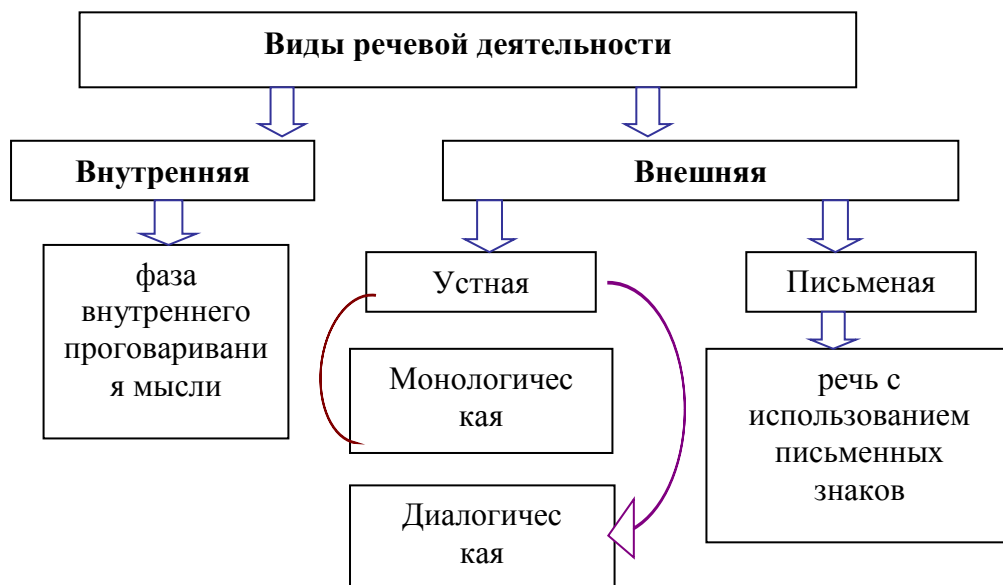 Виды речевой деятельности
Внутренняя
Внешняя
фаза
внутреннего
проговаривани
я мысли
Устная
Письменая
Монологичес
кая
речь с
использованием
письменных
знаков
Диалогичес
кая